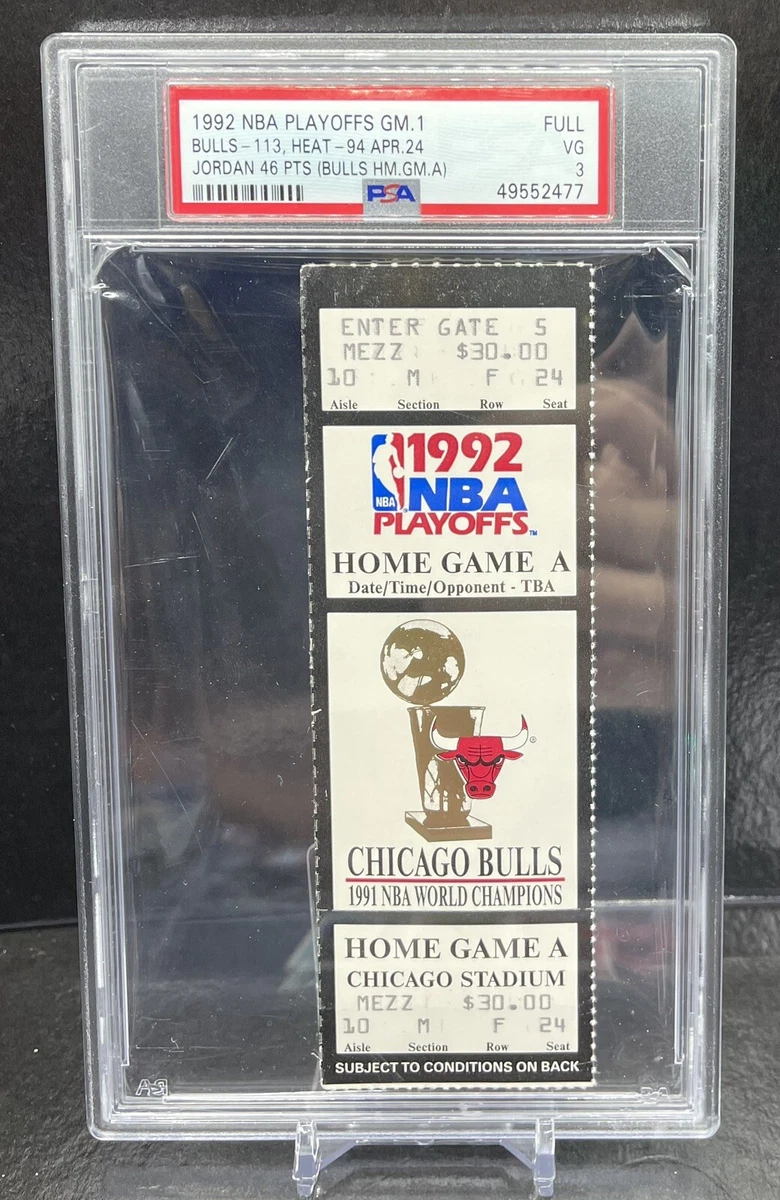 1992 NBA PLAYOFFS GM.1 FULL
BULLS-113, HEAT-94 APR.24 VG
JORDAN 46 PTS (BULLS HM.GM.A) 3
PSA 49552477
ENTER GATE 5
MEZZ $30.00
10 M F 24
Aisle Section Row Seat
1992
NBA NBA
PLAYOFFS™
HOME GAME A
Date/Time/Opponent - TBA
®
CHICAGO BULLS
1991 NBA WORLD CHAMPIONS
HOME GAME A
CHICAGO STADIUM
MEZZ $30.00
10 M F 24
Aisle Section Row Seat
SUBJECT TO CONDITIONS ON BACK